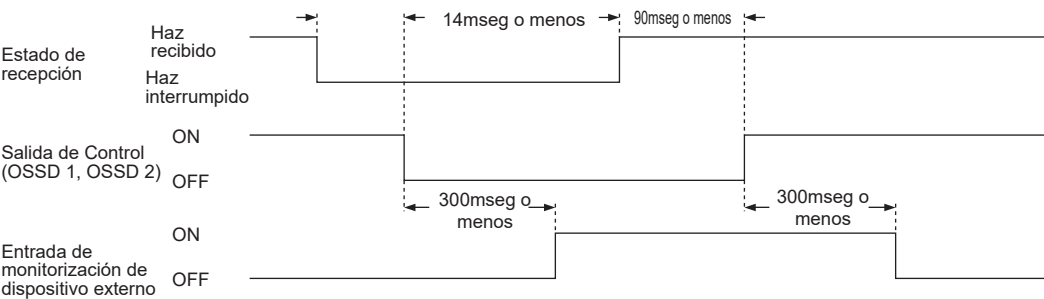 14mseg o menos
90mseg o menos
Estado de
recepción
Haz
recibido
Haz
interrumpido
Salida de Control
(OSSD 1, OSSD 2)
ON
OFF
300mseg o
menos
300mseg o
menos
Entrada de
monitorización de
dispositivo externo
ON
OFF